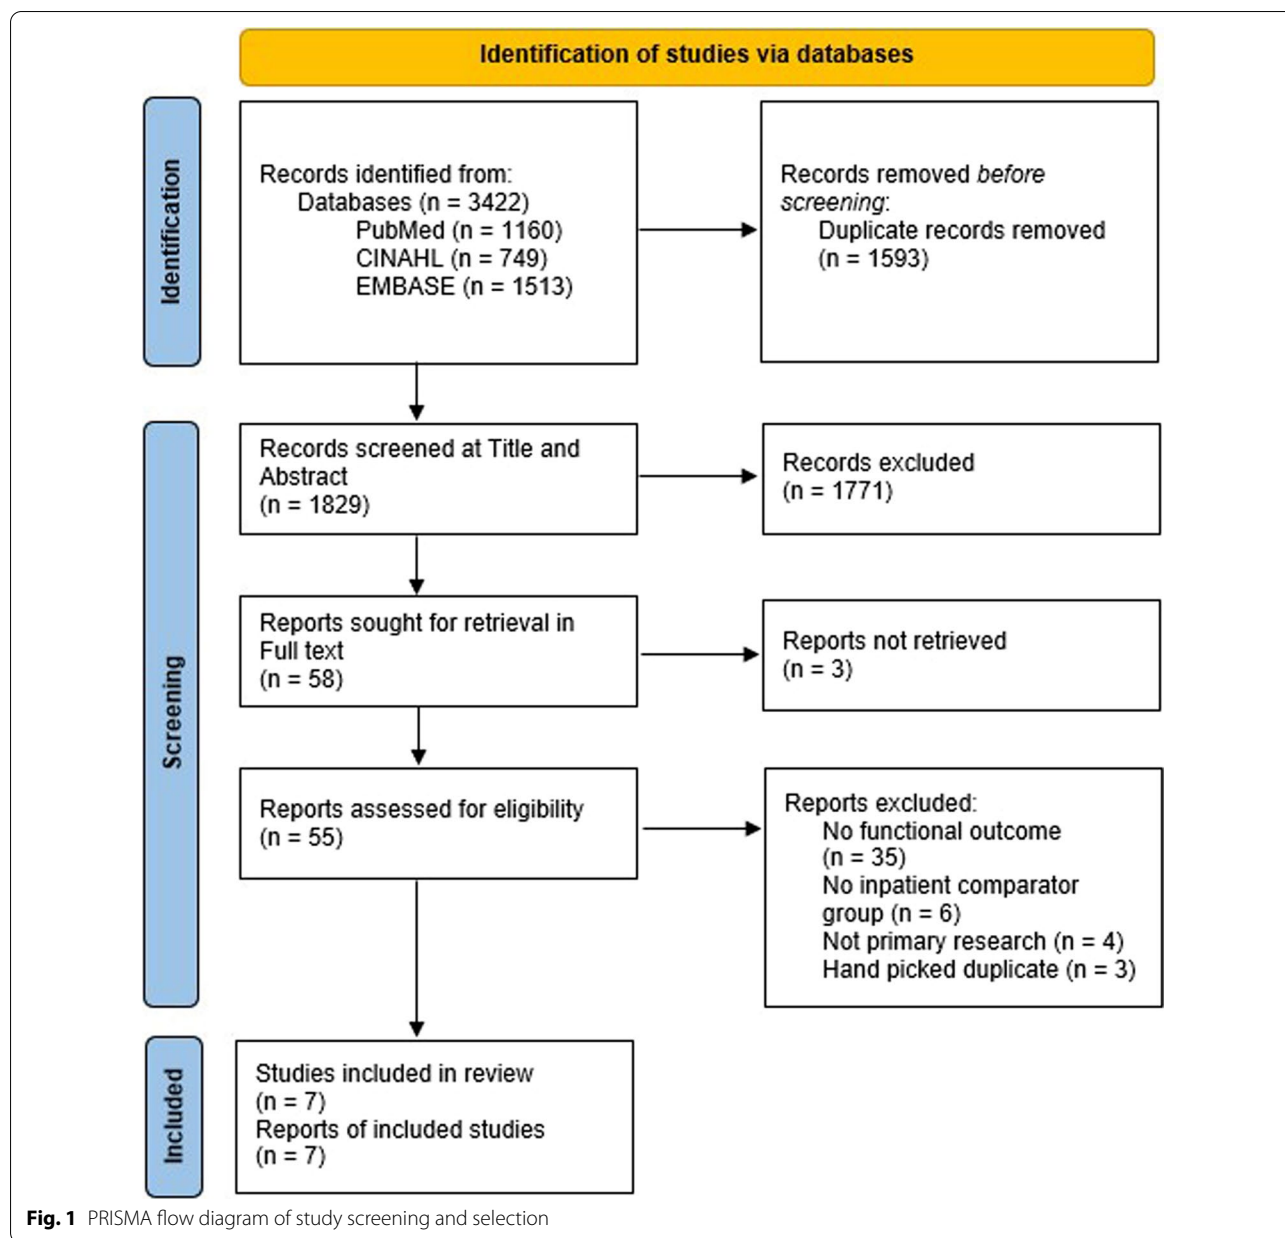 Identification of studies via databases
Identification
Records identified from:
Databases (n = 3422)
PubMed (n = 1160)
CINAHL (n = 749)
EMBASE (n = 1513)
Records removed before
screening:
Duplicate records removed
(n = 1593)
Screening
Records screened at Title and
Abstract
(n = 1829)
Records excluded
(n = 1771)
Reports sought for retrieval in
Full text
(n = 58)
Reports not retrieved
(n = 3)
Reports assessed for eligibility
(n = 55)
Reports excluded:
No functional outcome
(n = 35)
No inpatient comparator
group (n = 6)
Not primary research (n = 4)
Hand picked duplicate (n = 3)
Included
Studies included in review
(n = 7)
Reports of included studies
(n = 7)
Fig. 1 PRISMA flow diagram of study screening and selection